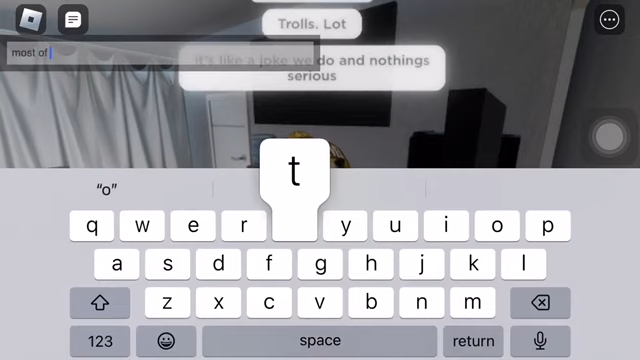 Trolls. Lot
most of
it's like a joke we do and nothings
serious
t
"o"
q w e r y u i o p
a s d f g h j k l
z x c v b n m
123 space return